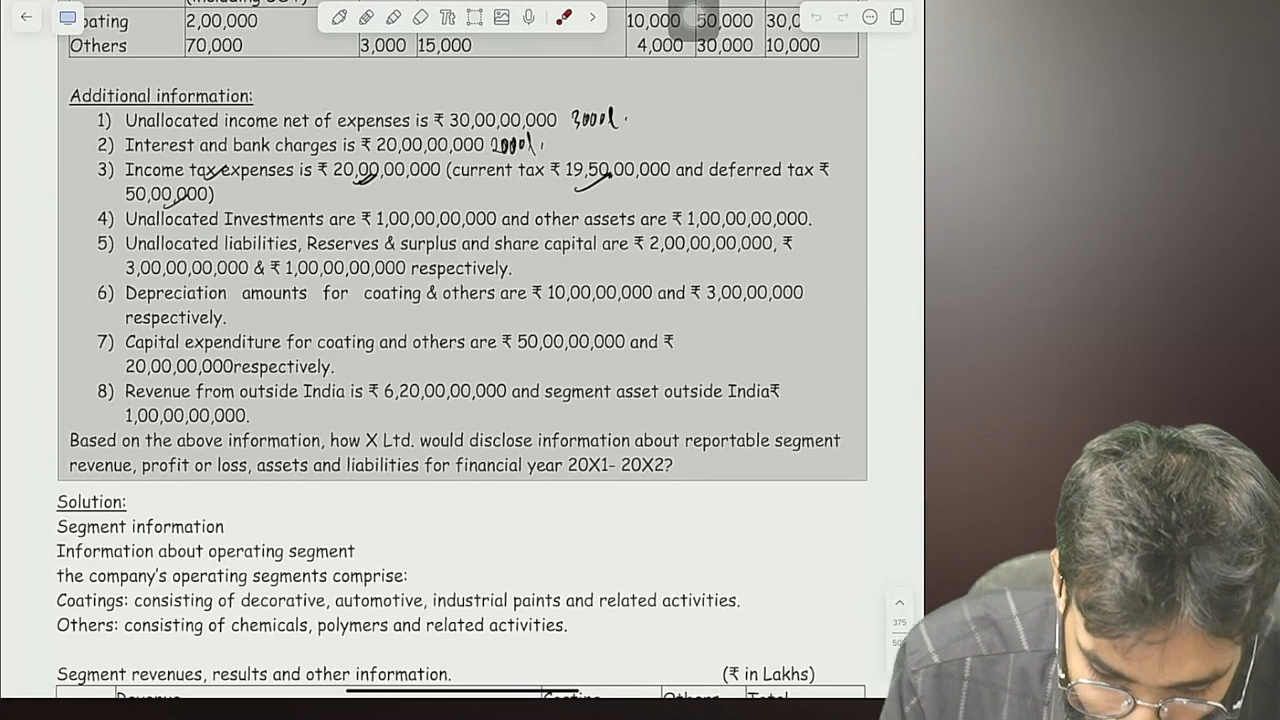 2,00,000 10,000 50,000
Others 70,000 3,000 15,000 4,000 30,000 10,000
Additional information:
1) Unallocated income net of expenses is ₹ 30,00,00,000 3000l.
2) Interest and bank charges is ₹ 20,00,00,000 2000l.
3) Income tax expenses is ₹ 20,00,00,000 (current tax ₹ 19,50,00,000 and deferred tax ₹
50,00,000)
4) Unallocated Investments are ₹ 1,00,00,00,000 and other assets are ₹ 1,00,00,00,000.
5) Unallocated liabilities, Reserves & surplus and share capital are ₹ 2,00,00,00,000, ₹
3,00,00,00,000 & ₹ 1,00,00,00,000 respectively.
6) Depreciation amounts for coating & others are ₹ 10,00,00,000 and ₹ 3,00,00,000
respectively.
7) Capital expenditure for coating and others are ₹ 50,00,00,000 and ₹
20,00,00,000respectively.
8) Revenue from outside India is ₹ 6,20,00,00,000 and segment asset outside India₹
1,00,00,00,000.
Based on the above information, how X Ltd. would disclose information about reportable segment
revenue, profit or loss, assets and liabilities for financial year 20X1- 20X2?
Solution:
Segment information
Information about operating segment
the company's operating segments comprise:
Coatings: consisting of decorative, automotive, industrial paints and related activities.
Others: consisting of chemicals, polymers and related activities.
375
Segment revenues, results and other information. (₹ in Lakhs)